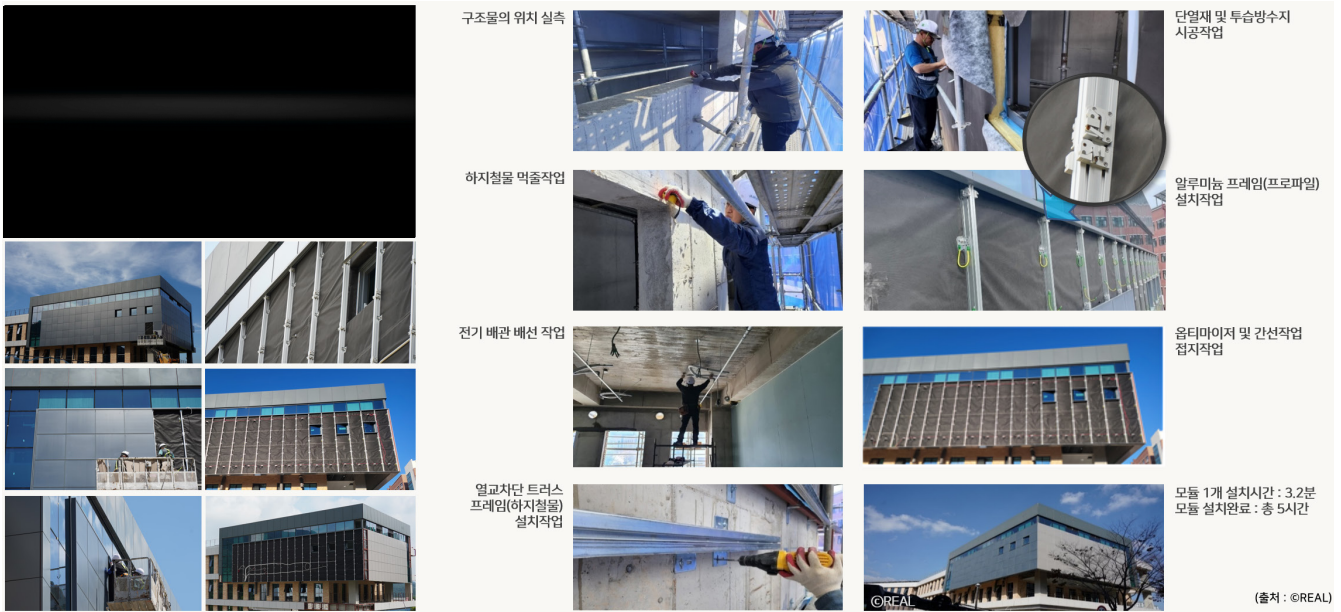 구조물의 위치 실측
하지철물 먹줄작업
전기 배관 배선 작업
열교차단 트러스
프레임(하지철물)
설치작업
단열재 및 투습방수지
시공작업
알루미늄 프레임(프로파일)
설치작업
옵티마이저 및 간선작업
접지작업
모듈 1개 설치시간 : 3.2분
모듈 설치완료 : 총 5시간
©REAL
(출처 : ©REAL)